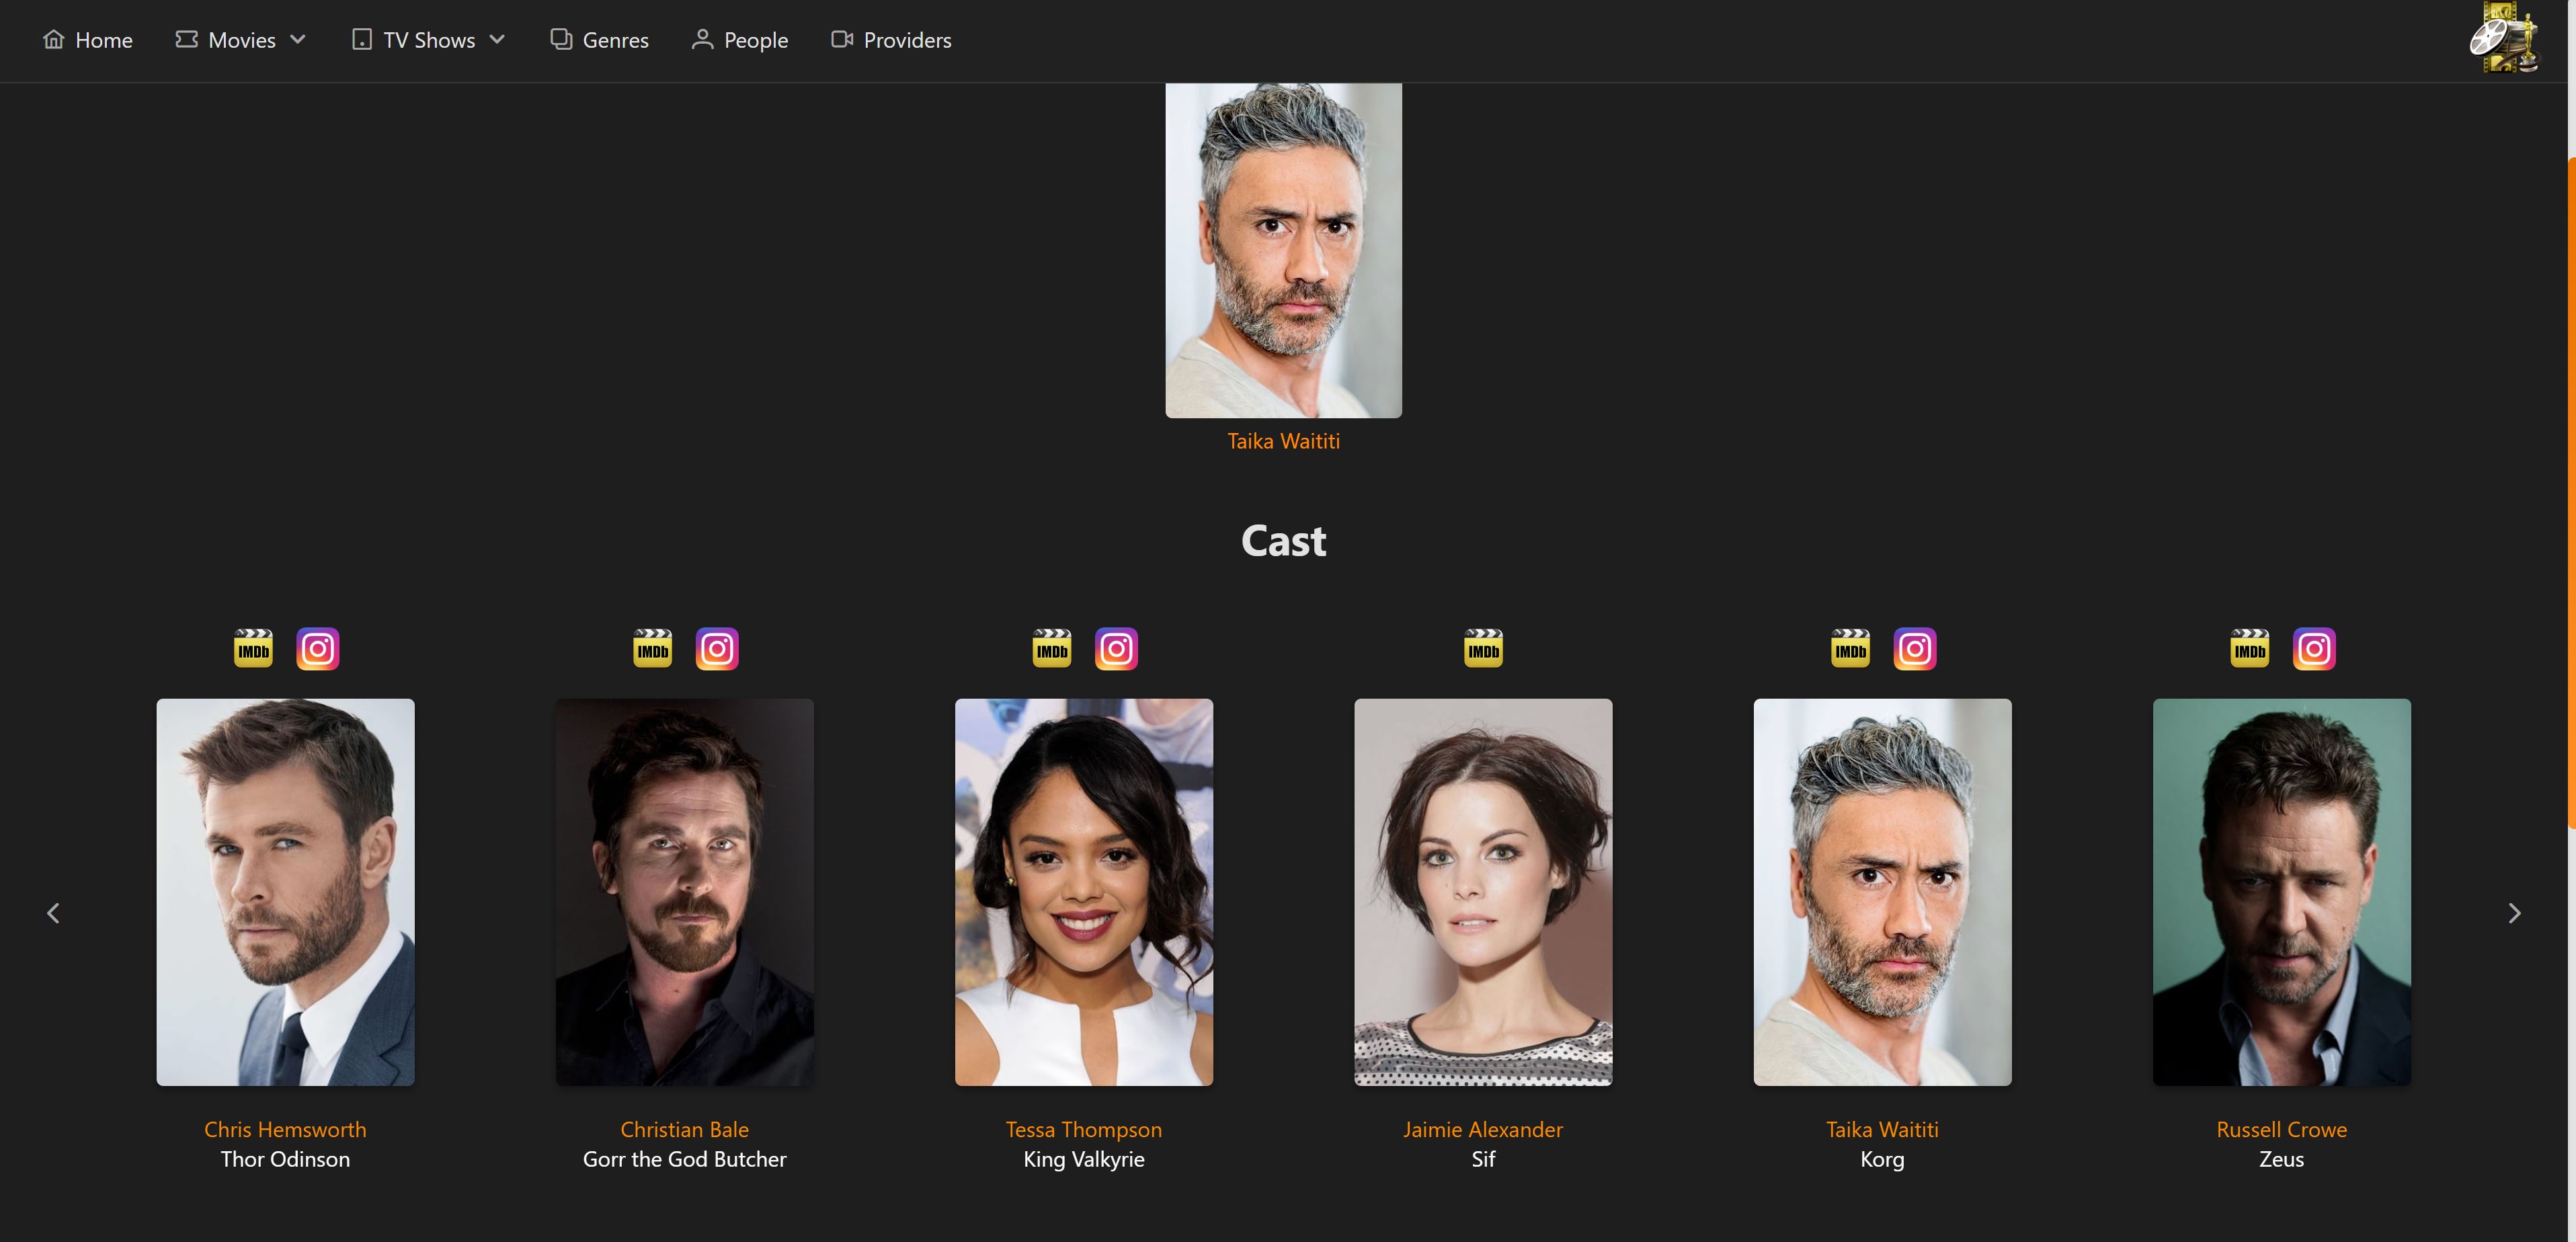 Home
Movies
TV Shows
Genres
People
Providers
Taika Waititi
Cast
IMDb
IMDb
IMDb
IMDb
IMDb
IMDb
Chris Hemsworth
Thor Odinson
Christian Bale
Gorr the God Butcher
Tessa Thompson
King Valkyrie
Jaimie Alexander
Sif
Taika Waititi
Korg
Russell Crowe
Zeus